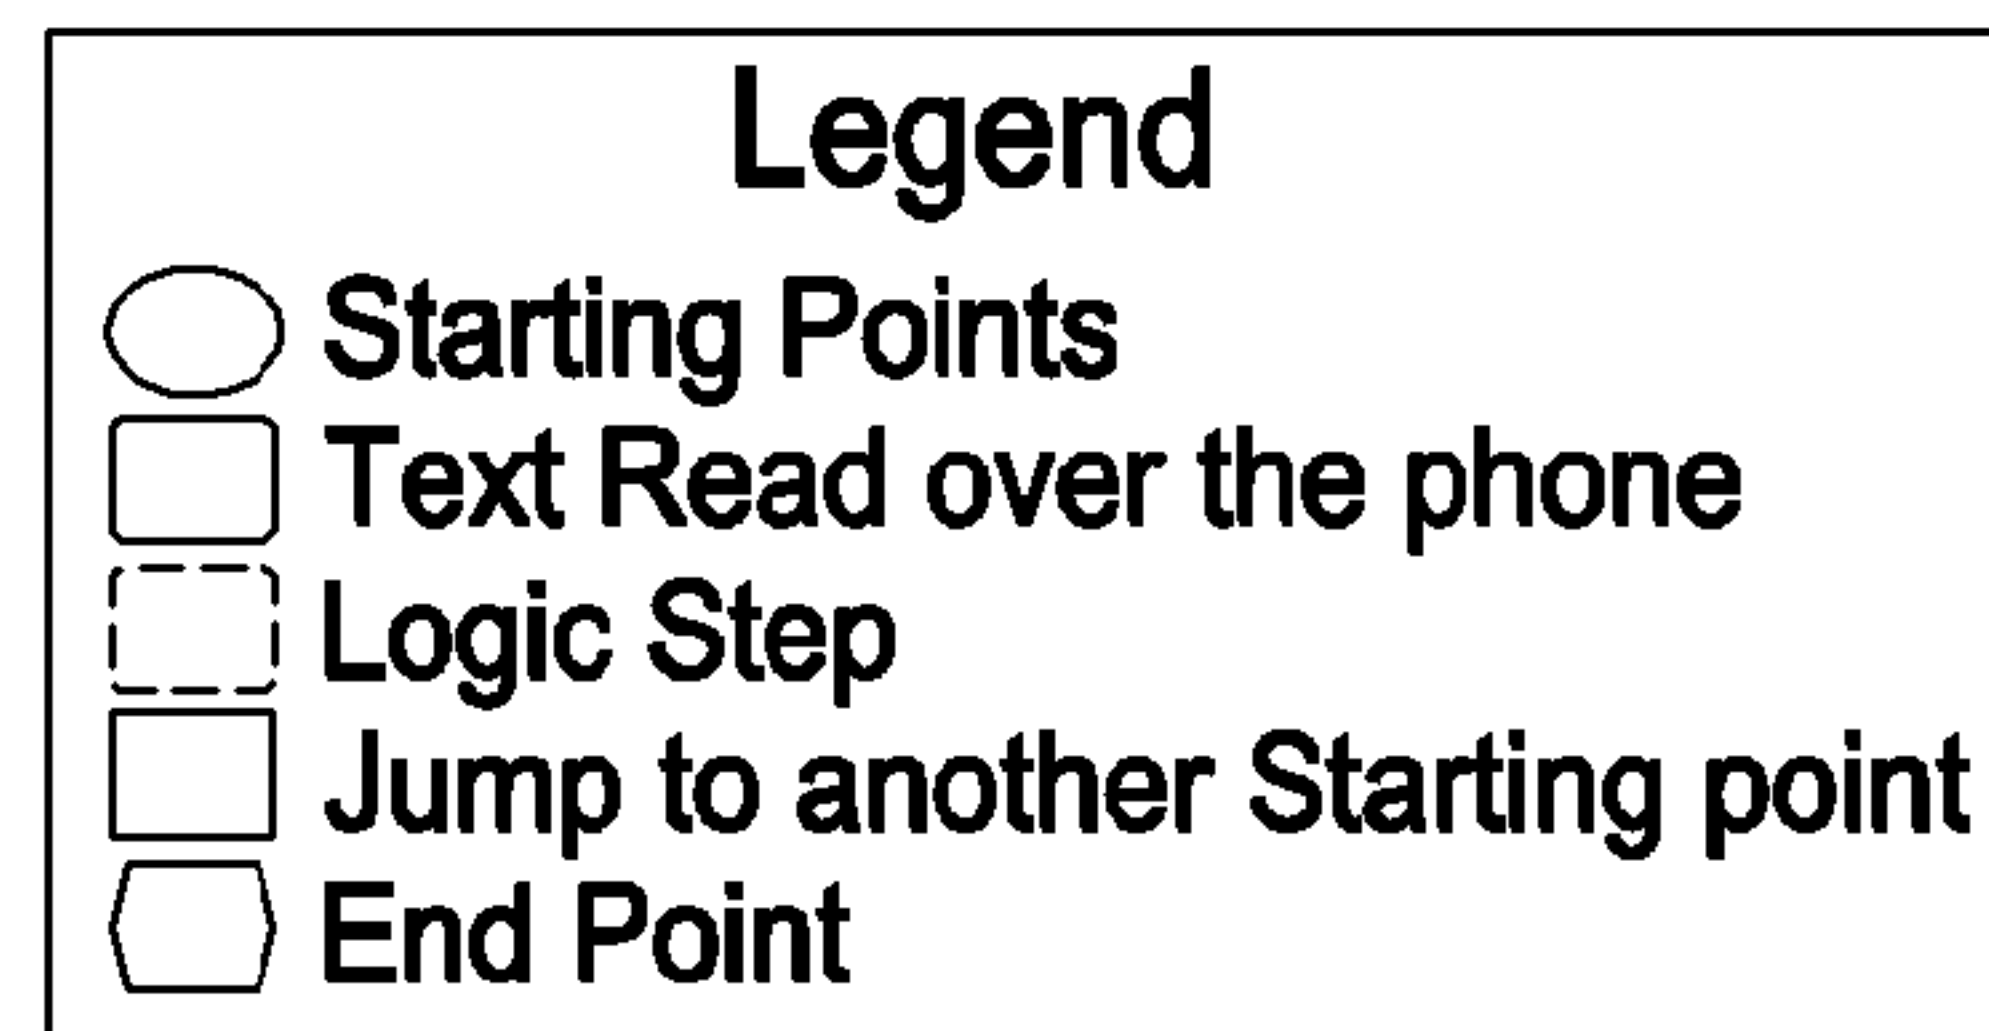 Legend
Starting Points
Text Read over the phone
Logic Step
Jump to another Starting point
End Point